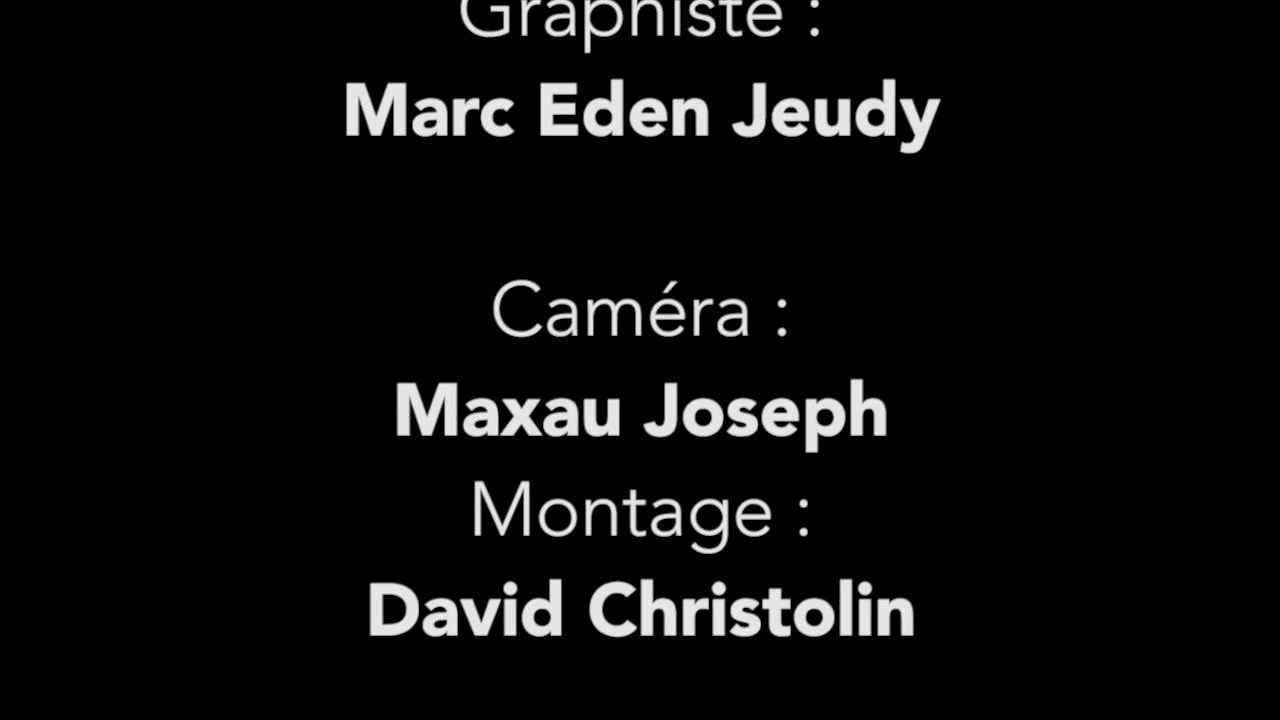 Graphiste :
Marc Eden Jeudy
Caméra :
Maxau Joseph
Montage :
David Christolin